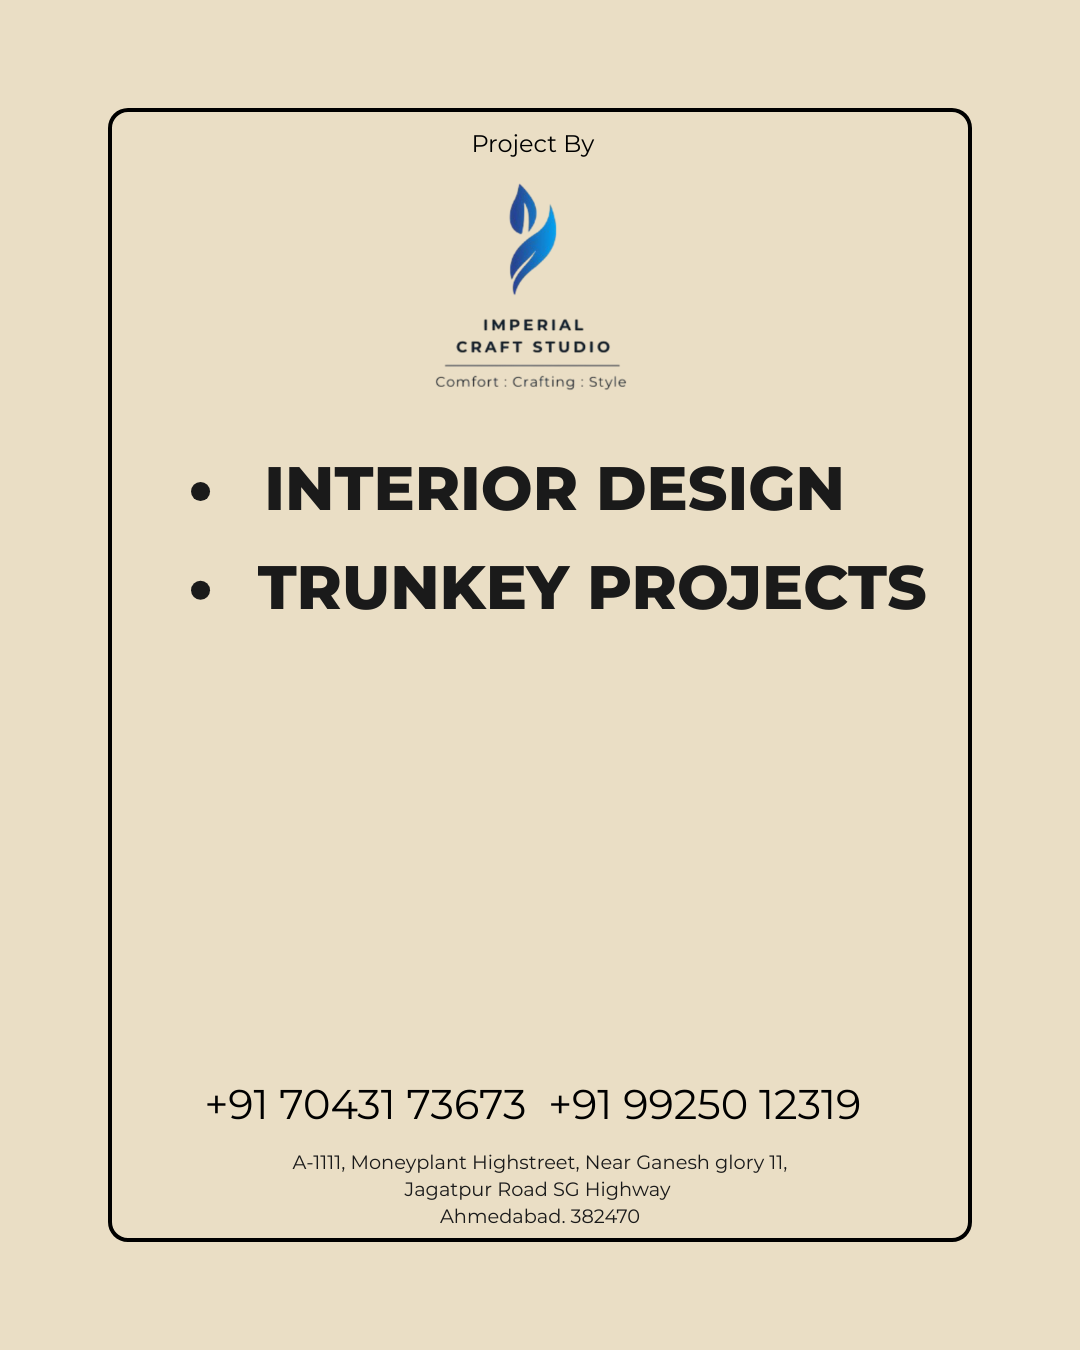 Project By
IMPERIAL
CRAFT STUDIO
Comfort : Crafting : Style
• INTERIOR DESIGN
• TRUNKEY PROJECTS
+91 70431 73673 +91 99250 12319
A-1111, Moneyplant Highstreet, Near Ganesh glory 11,
Jagatpur Road SG Highway
Ahmedabad. 382470